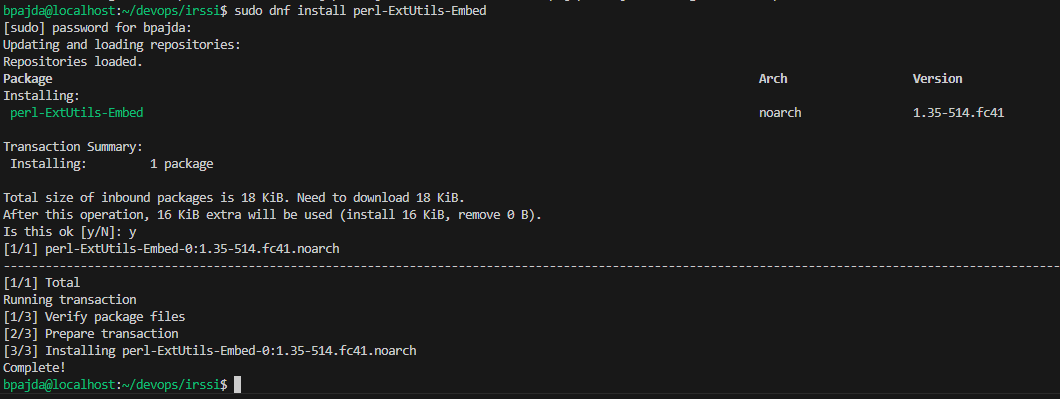 bpajda@localhost:~/devops/irssi$ sudo dnf install perl-ExtUtils-Embed
[sudo] password for bpajda:
Updating and loading repositories:
Repositories loaded.
Package Arch Version
Installing:
perl-ExtUtils-Embed noarch 1.35-514.fc41
Transaction Summary:
Installing: 1 package
Total size of inbound packages is 18 KiB. Need to download 18 KiB.
After this operation, 16 KiB extra will be used (install 16 KiB, remove 0 B).
Is this ok [y/N]: y
[1/1] perl-ExtUtils-Embed-0:1.35-514.fc41.noarch
--------------------------------------------------------------------------------
[1/1] Total
Running transaction
[1/3] Verify package files
[2/3] Prepare transaction
[3/3] Installing perl-ExtUtils-Embed-0:1.35-514.fc41.noarch
Complete!
bpajda@localhost:~/devops/irssi$